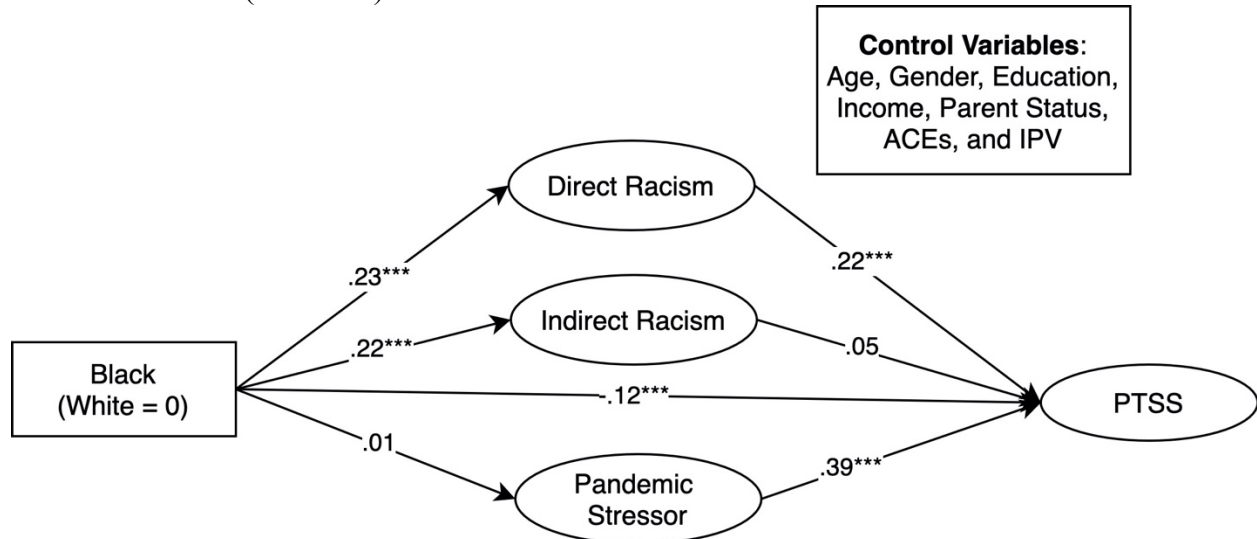 Control Variables:
Age, Gender, Education,
Income, Parent Status,
ACEs, and IPV
Direct Racism
.23***
.22***
Indirect Racism
.22***
.05
Black
(White = 0)
-.12***
PTSS
.01
.39***
Pandemic
Stressor